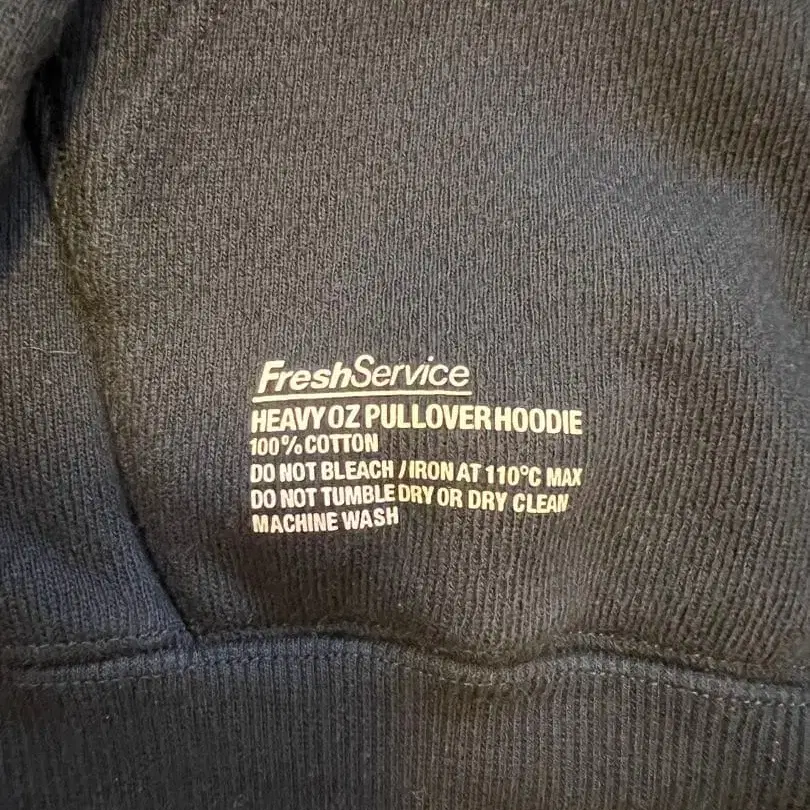 FreshService
HEAVY OZ PULLOVER HOODIE
100% COTTON
DO NOT BLEACH / IRON AT 110°C MAX
DO NOT TUMBLE DRY OR DRY CLEAN
MACHINE WASH